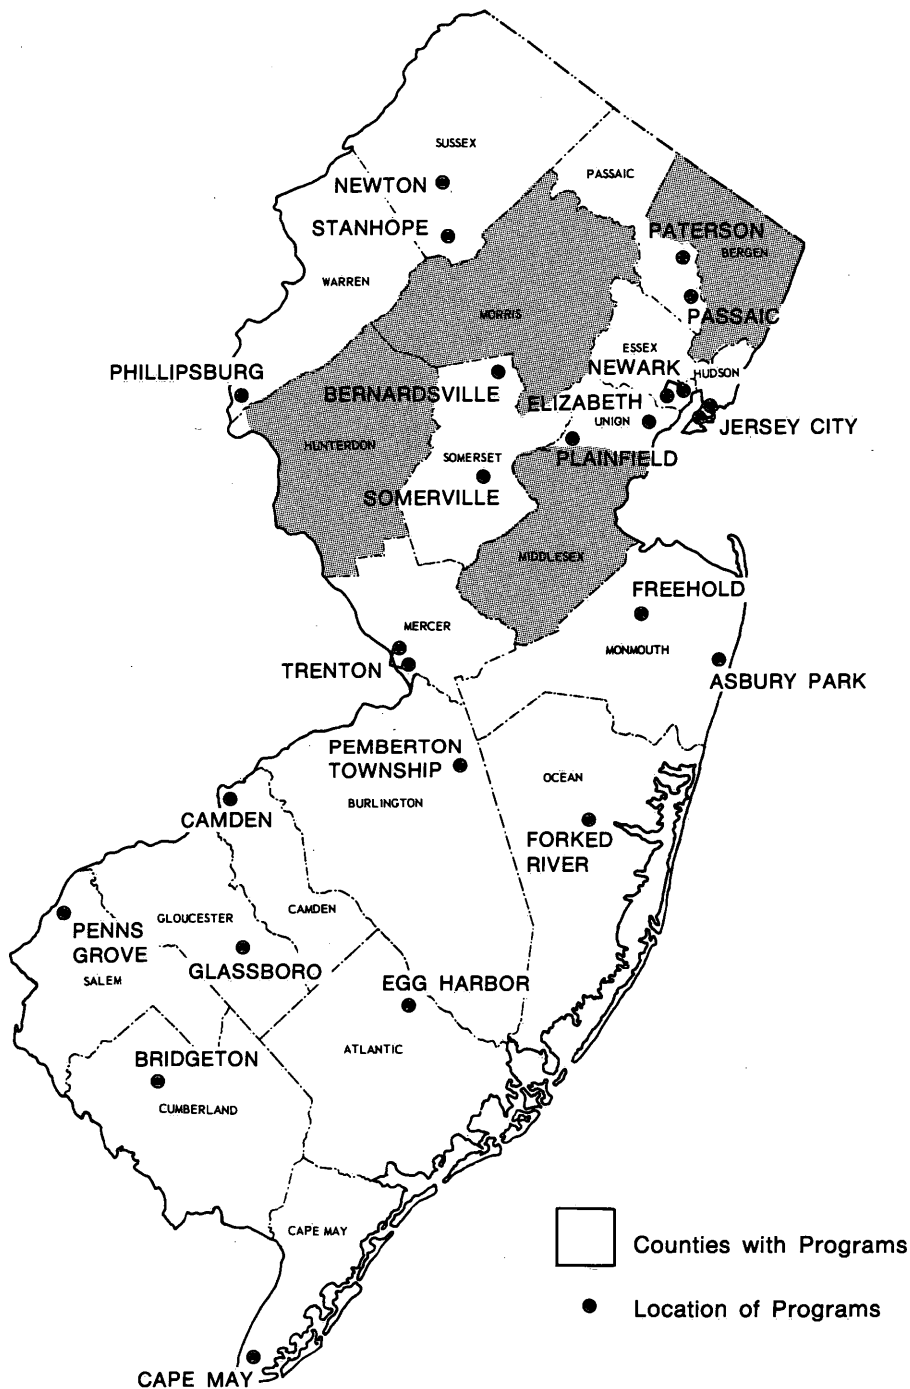 SUSSEX
PASSAIC
NEWTON
STANHOPE
PATERSON
BERGEN
WARREN
MORRIS
PASSAIC
ESSEX
NEWARK
HUDSON
PHILLIPSBURG
BERNARDSVILLE
ELIZABETH
UNION
JERSEY CITY
HUNTERDON
SOMERSET
PLAINFIELD
SOMERVILLE
MIDDLESEX
FREEHOLD
MERCER
MONMOUTH
TRENTON
ASBURY PARK
PEMBERTON
TOWNSHIP
OCEAN
BURLINGTON
CAMDEN
FORKED
RIVER
CAMDEN
GLOUCESTER
PENNS
GROVE
GLASSBORO
SALEM
EGG HARBOR
ATLANTIC
BRIDGETON
CUMBERLAND
CAPE MAY
Counties with Programs
Location of Programs
CAPE MAY